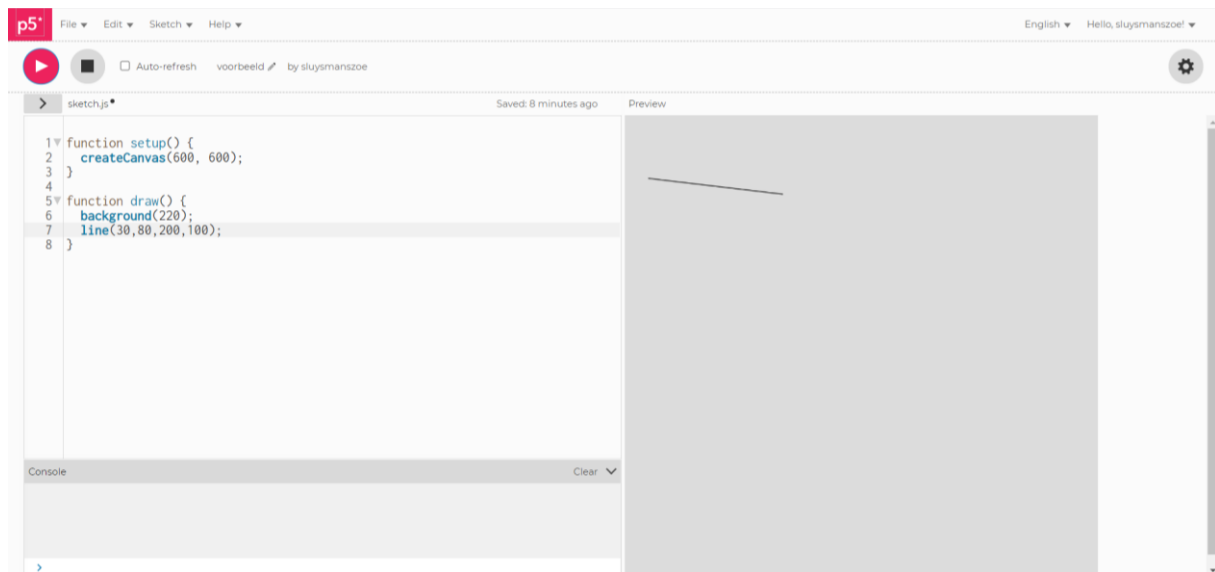 p5* File Edit Sketch Help English Hello, sluysmanszoe!
Auto-refresh voorbeeld by sluysmanszoe
> sketch.js Saved: 8 minutes ago Preview
1 function setup() {
2 createCanvas(600, 600);
3 }
4
5 function draw() {
6 background(220);
7 line(30,80,200,100);
8 }
Console Clear
>